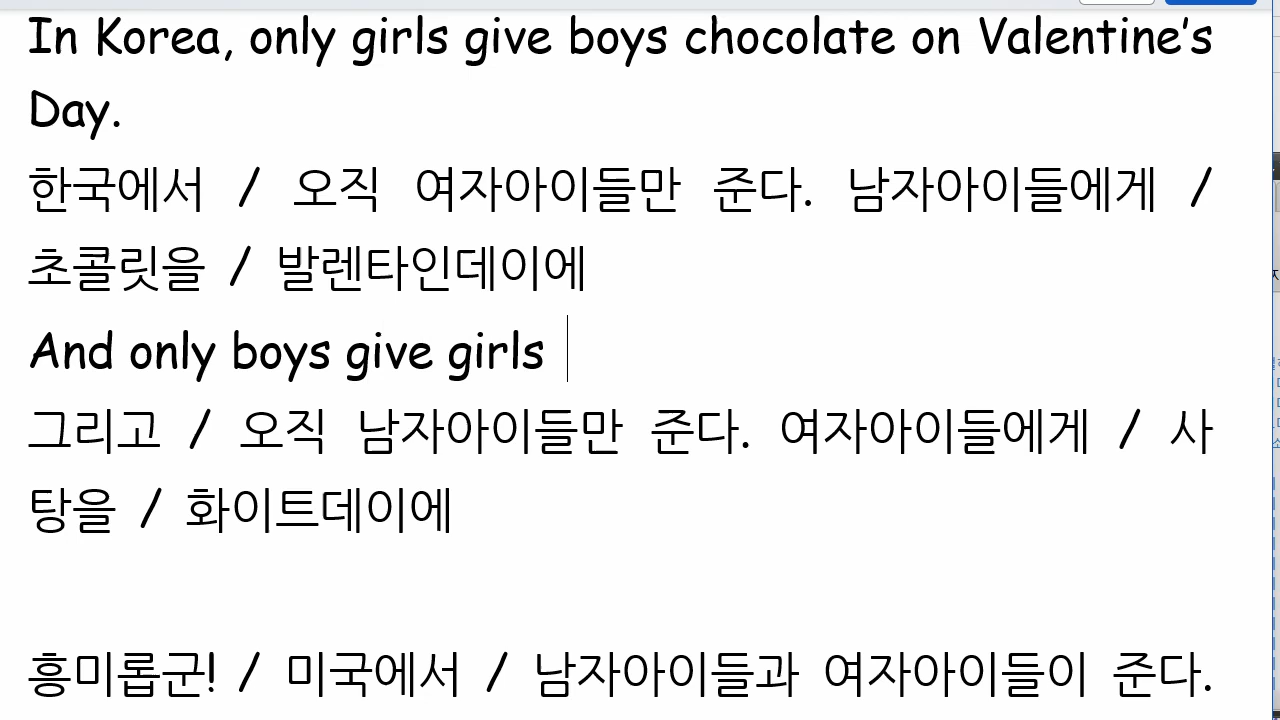 In Korea, only girls give boys chocolate on Valentine’s
Day.
한국에서 / 오직 여자아이들만 준다. 남자아이들에게 /
초콜릿을 / 발렌타인데이에
And only boys give girls
그리고 / 오직 남자아이들만 준다. 여자아이들에게 / 사
탕을 / 화이트데이에
흥미롭군! / 미국에서 / 남자아이들과 여자아이들이 준다.